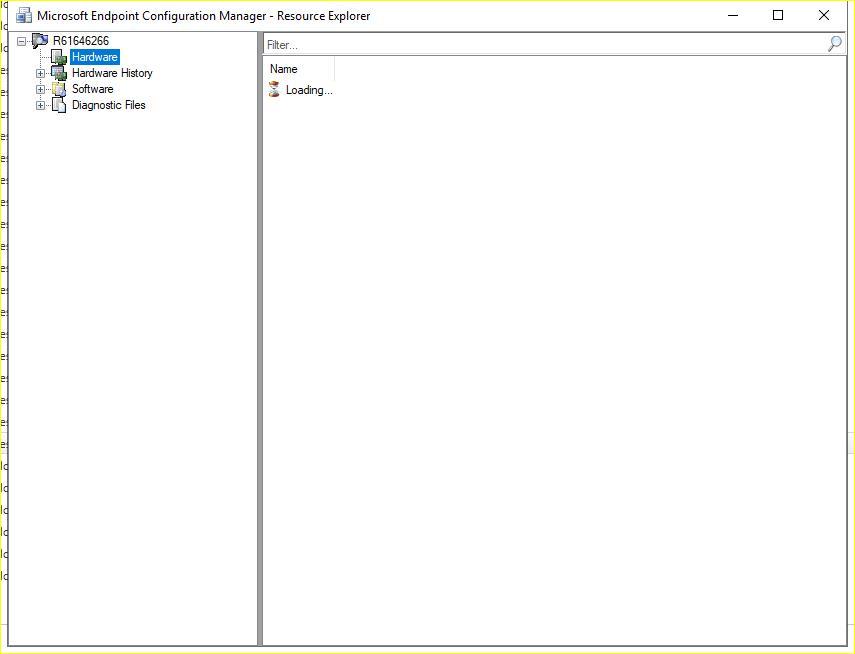 Microsoft Endpoint Configuration Manager - Resource Explorer
R61646266
Hardware
Hardware History
Software
Diagnostic Files
Filter...
Name
Loading...